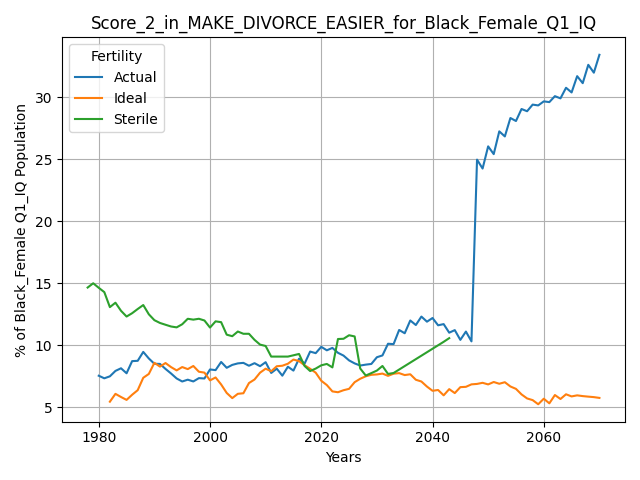 Score_2_in_MAKE_DIVORCE_EASIER_for_Black_Female_Q1_IQ
Fertility
Actual
Ideal
Sterile
% of Black_Female Q1_IQ Population
30
25
20
15
10
5
1980
2000
2020
2040
2060
Years